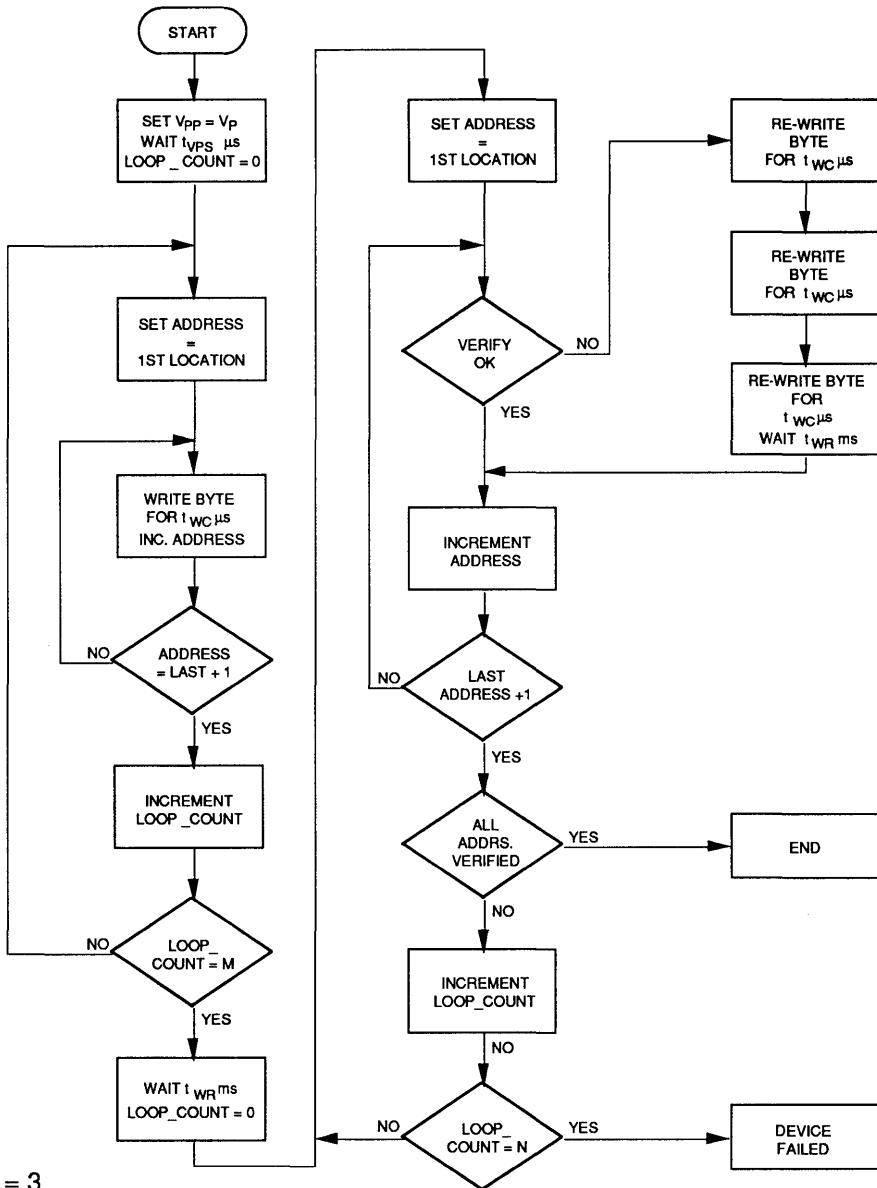 START
SET VPP = VP
WAIT tVPS µs
LOOP_COUNT = 0
SET ADDRESS
=
1ST LOCATION
WRITE BYTE
FOR tWC µs
INC. ADDRESS
NO
ADDRESS
= LAST + 1
YES
INCREMENT
LOOP_COUNT
NO
LOOP_
COUNT = M
YES
WAIT tWR ms
LOOP_COUNT = 0
SET ADDRESS
=
1ST LOCATION
VERIFY
OK
NO
YES
RE-WRITE
BYTE
FOR tWC µs
RE-WRITE
BYTE
FOR tWC µs
RE-WRITE BYTE
FOR
tWC µs
WAIT tWR ms
INCREMENT
ADDRESS
NO
LAST
ADDRESS +1
YES
ALL
ADDRS.
VERIFIED
YES
END
NO
INCREMENT
LOOP_COUNT
NO
NO
LOOP_
COUNT = N
YES
DEVICE
FAILED
= 3